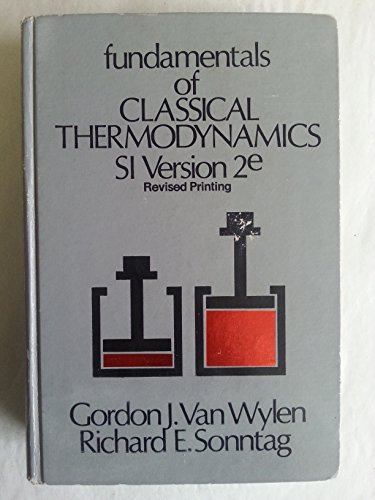 fundamentals
of
CLASSICAL
THERMODYNAMICS
SI Version 2e
Revised Printing
Gordon J. Van Wylen
Richard E. Sonntag